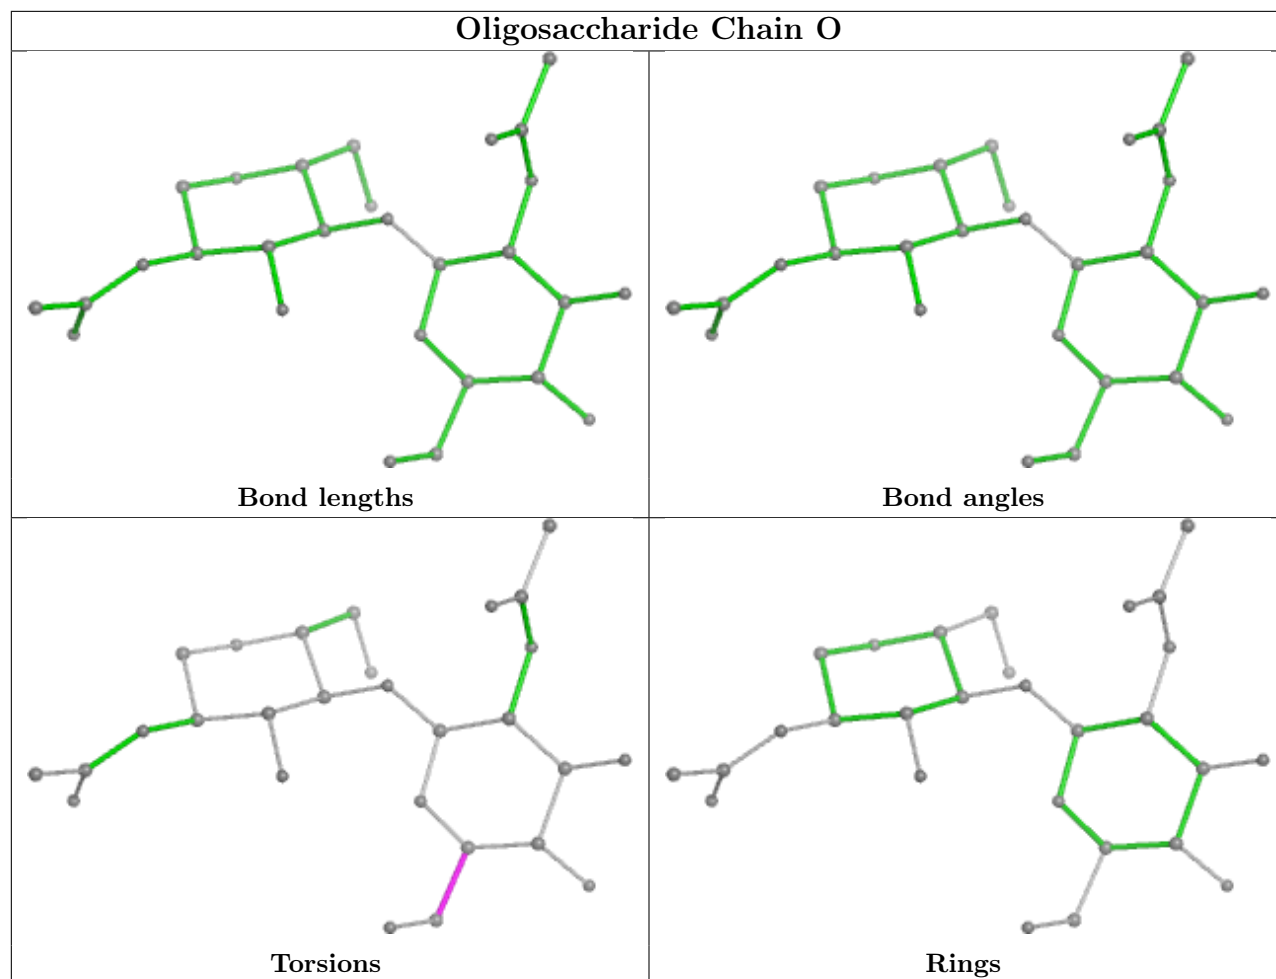 Oligosaccharide Chain O
Bond lengths
Bond angles
Torsions
Rings